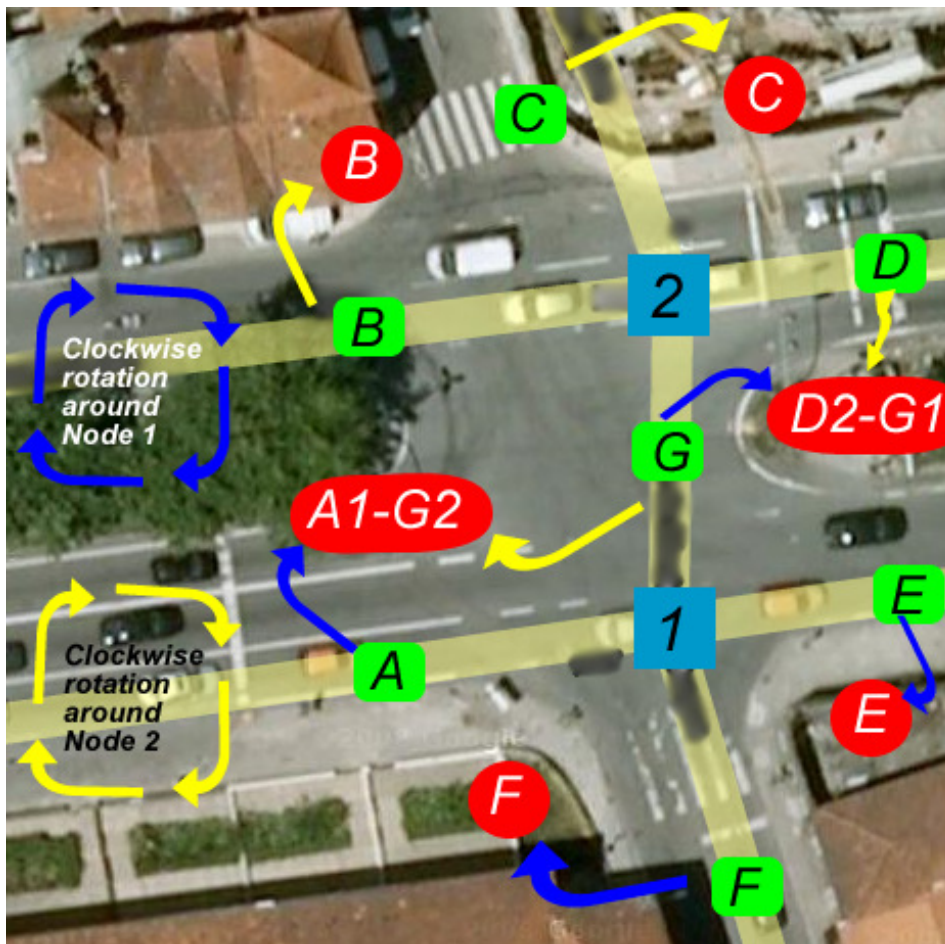 C
C
B
D
2
B
Clockwise
rotation
around
Node 1
D2-G1
G
A1-G2
E
1
A
Clockwise
rotation
around
Node 2
E
F
F